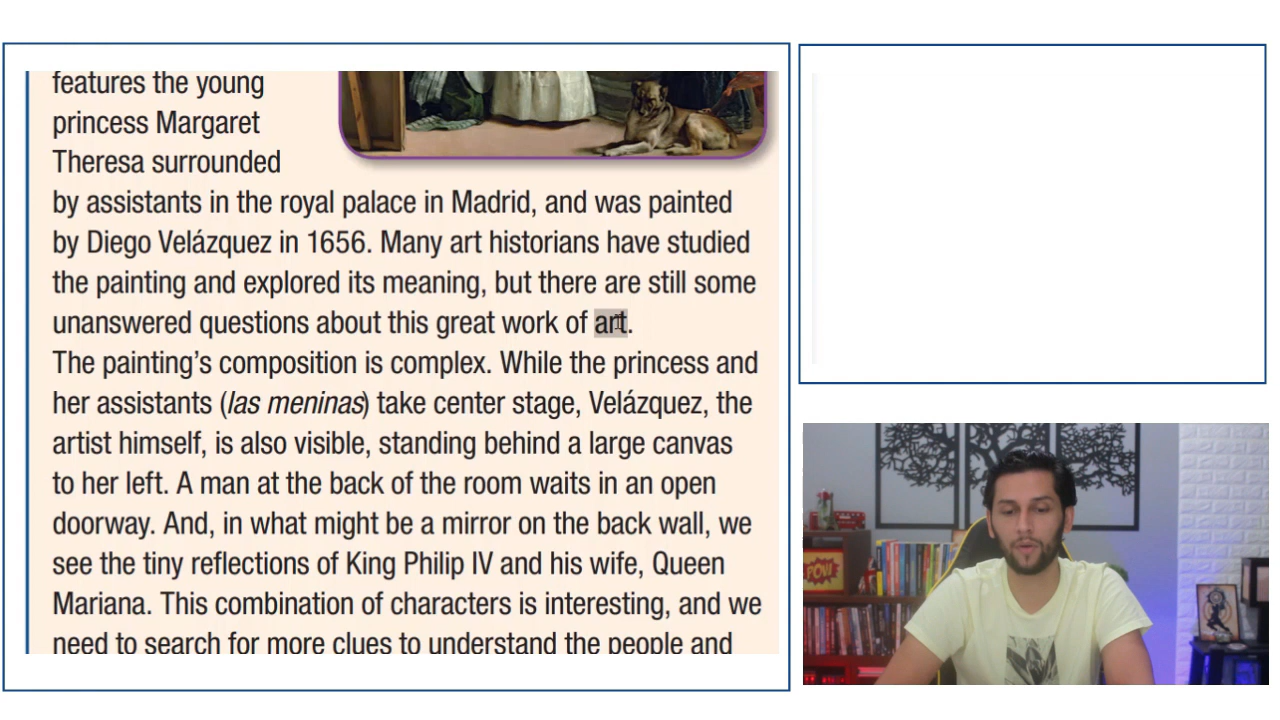 features the young
princess Margaret
Theresa surrounded
by assistants in the royal palace in Madrid, and was painted
by Diego Velázquez in 1656. Many art historians have studied
the painting and explored its meaning, but there are still some
unanswered questions about this great work of art.
The painting’s composition is complex. While the princess and
her assistants (las meninas) take center stage, Velázquez, the
artist himself, is also visible, standing behind a large canvas
to her left. A man at the back of the room waits in an open
doorway. And, in what might be a mirror on the back wall, we
see the tiny reflections of King Philip IV and his wife, Queen
Mariana. This combination of characters is interesting, and we
need to search for more clues to understand the people and
POW!